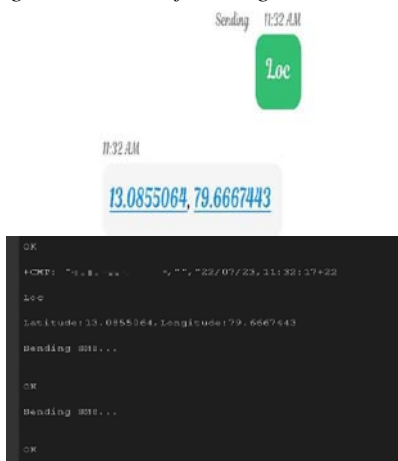 Sending 11:32 AM
Loc
11:32 AM
13.0855064, 79.6667443
OK
+CMT: ,"","22/07/23,11:32:17+22
Loc
Latitude:13.0855064,Longitude:79.6667443
Sending SMS...
OK
Sending SMS...
OK